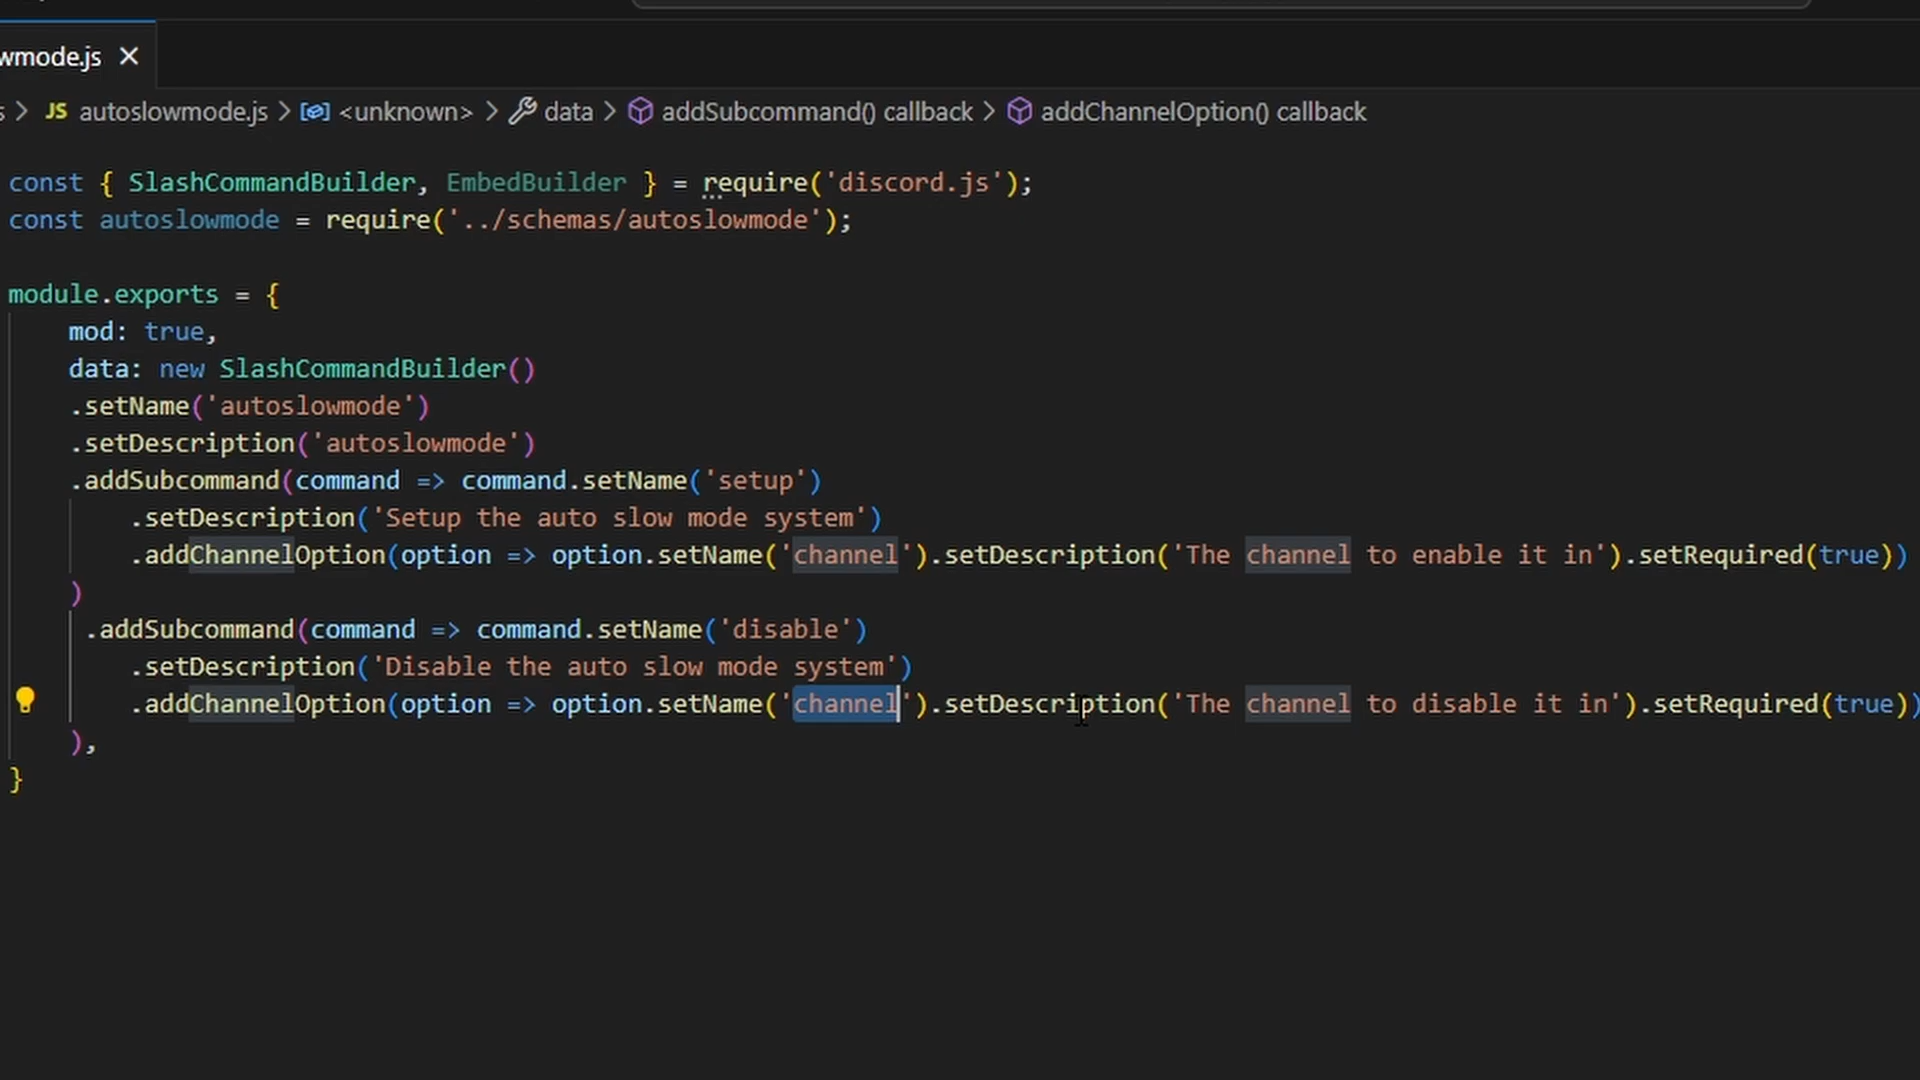 wmode.js
s > JS autoslowmode.js > <unknown> > data > addSubcommand() callback > addChannelOption() callback
const { SlashCommandBuilder, EmbedBuilder } = require('discord.js');
const autoslowmode = require('../schemas/autoslowmode');
module.exports = {
mod: true,
data: new SlashCommandBuilder()
.setName('autoslowmode')
.setDescription('autoslowmode')
.addSubcommand(command => command.setName('setup')
.setDescription('Setup the auto slow mode system')
.addChannelOption(option => option.setName('channel').setDescription('The channel to enable it in').setRequired(true))
)
.addSubcommand(command => command.setName('disable')
.setDescription('Disable the auto slow mode system')
.addChannelOption(option => option.setName('channel').setDescription('The channel to disable it in').setRequired(true))
),
}